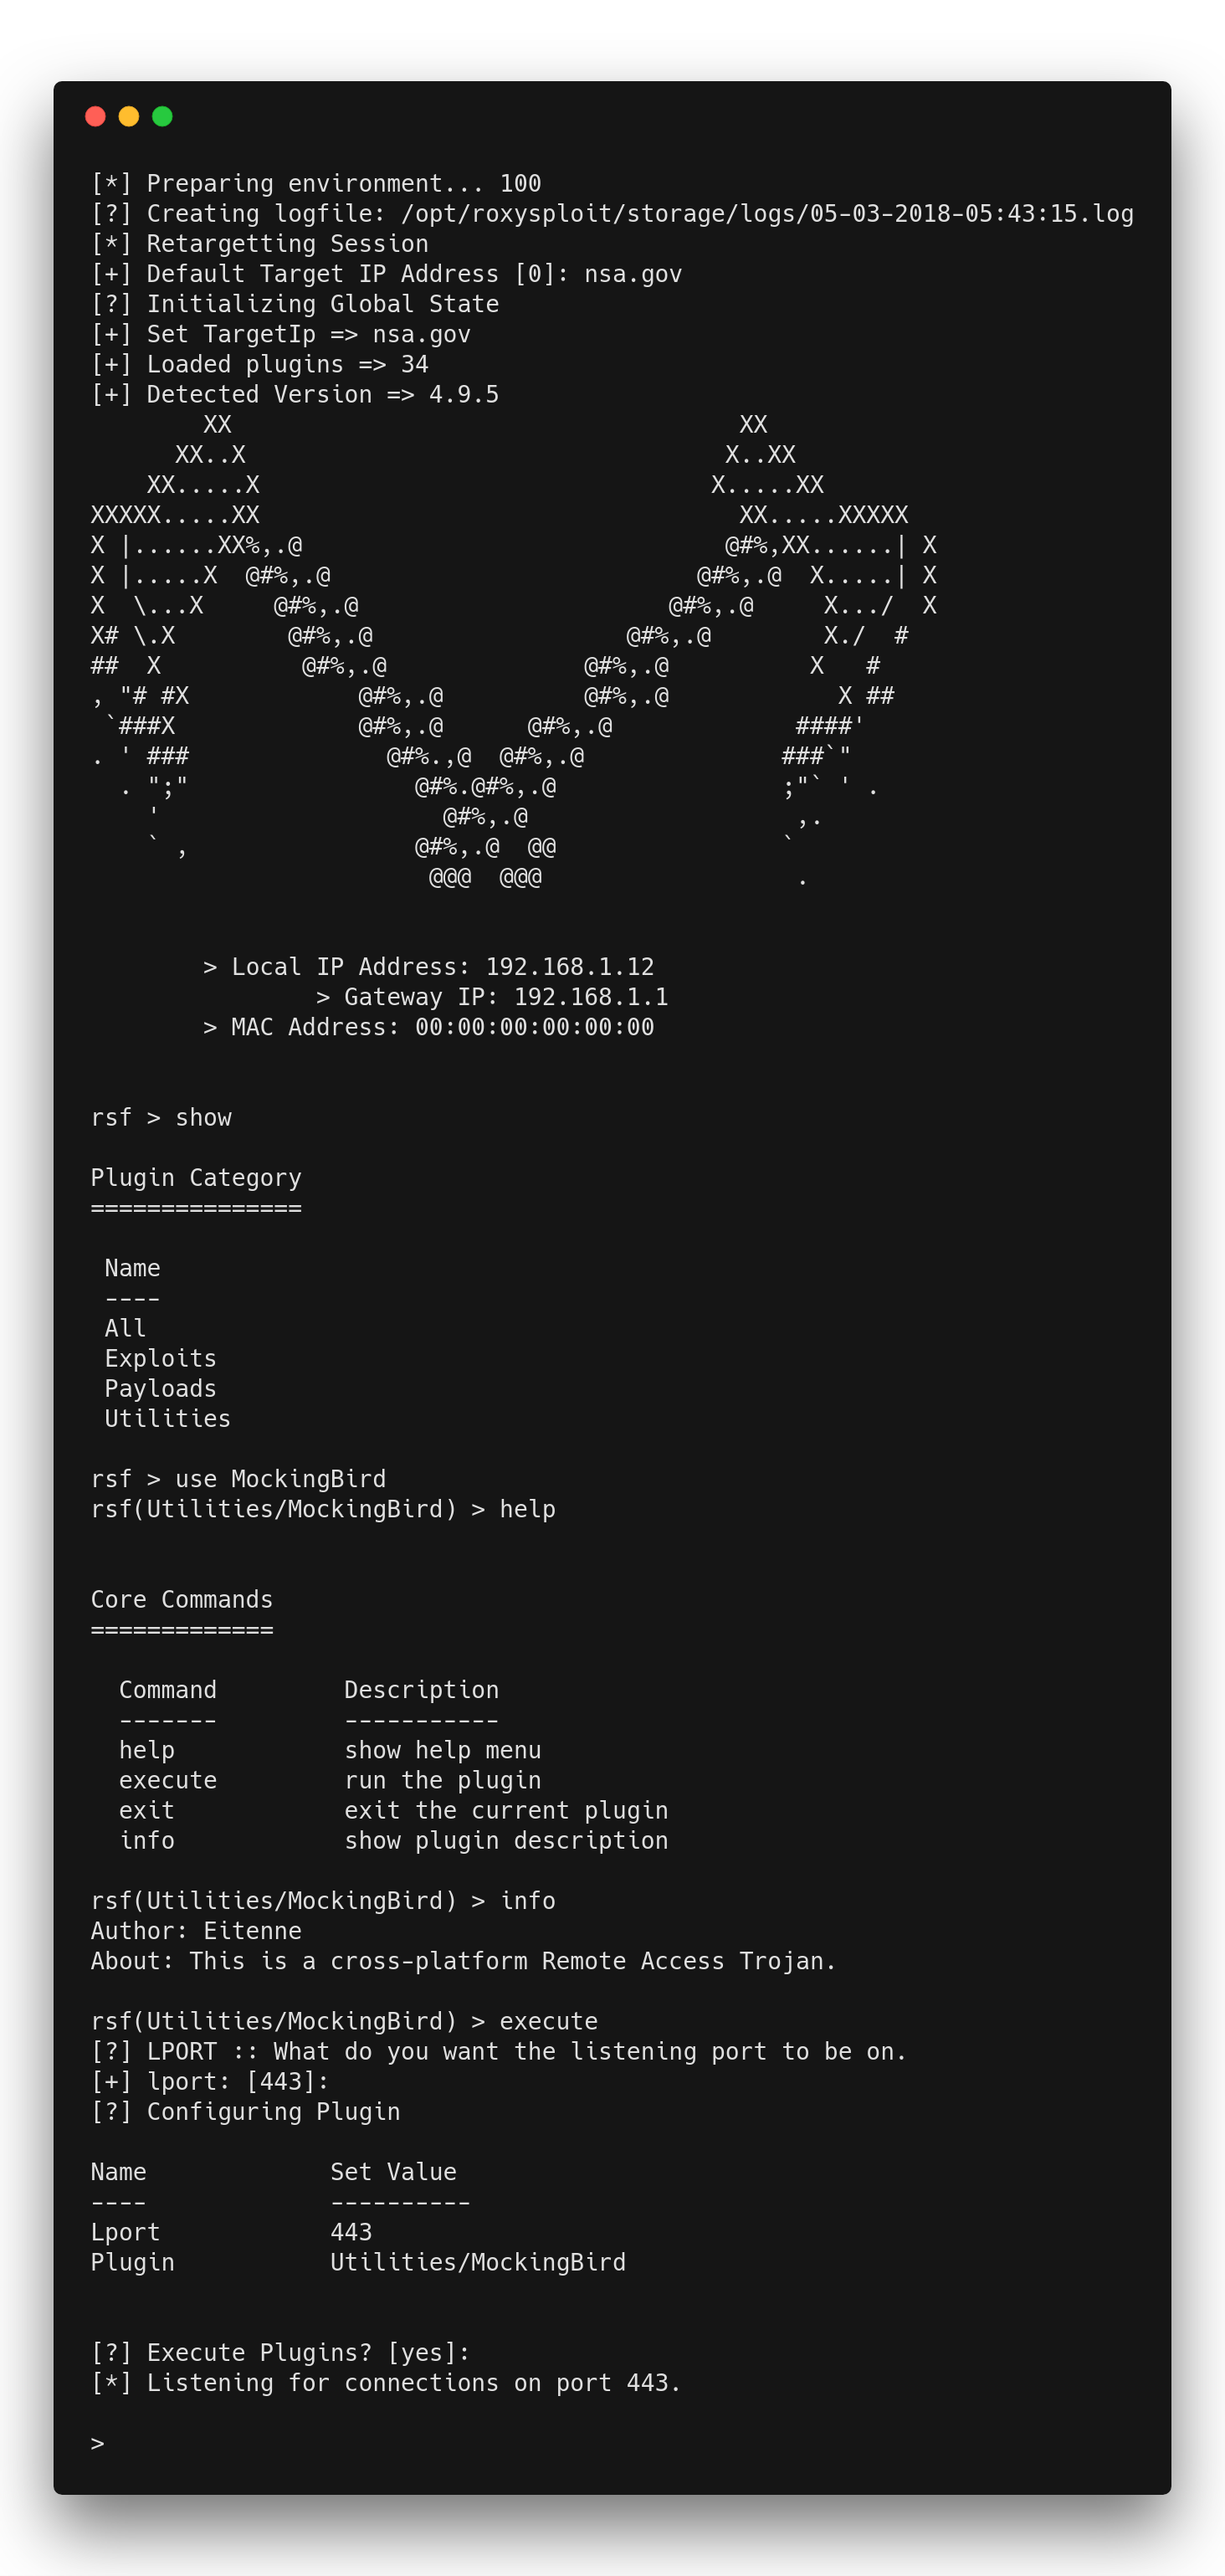 [*] Preparing environment... 100
[?] Creating logfile: /opt/roxysploit/storage/logs/05-03-2018-05:43:15.log
[*] Retargetting Session
[+] Default Target IP Address [0]: nsa.gov
[?] Initializing Global State
[+] Set TargetIp => nsa.gov
[+] Loaded plugins => 34
[+] Detected Version => 4.9.5
        XX                                    XX
      XX..X                                  X..XX
    XX.....X                                X.....XX
XXXXX.....XX                                  XX.....XXXXX
X |......XX%,.@                              @#%,XX......| X
X |.....X  @#%,.@                          @#%,.@  X.....| X
X  \...X     @#%,.@                      @#%,.@     X.../  X
X# \.X        @#%,.@                  @#%,.@        X./  #
##  X          @#%,.@              @#%,.@          X   #
, "# #X            @#%,.@          @#%,.@            X ##
 `###X             @#%,.@      @#%,.@             ####'
. ' ###              @#%.,@  @#%,.@              ###`"
  . ";"                @#%.@#%,.@                ;"` ' .
    '                    @#%,.@                   ,.
    ` ,                @#%,.@  @@                `
                        @@@  @@@                  .
        > Local IP Address: 192.168.1.12
                > Gateway IP: 192.168.1.1
        > MAC Address: 00:00:00:00:00:00
rsf > show
Plugin Category
===============
 Name
 ----
 All
 Exploits
 Payloads
 Utilities
rsf > use MockingBird
rsf(Utilities/MockingBird) > help
Core Commands
=============
  Command         Description
  -------         -----------
  help            show help menu
  execute         run the plugin
  exit            exit the current plugin
  info            show plugin description
rsf(Utilities/MockingBird) > info
Author: Eitenne
About: This is a cross-platform Remote Access Trojan.
rsf(Utilities/MockingBird) > execute
[?] LPORT :: What do you want the listening port to be on.
[+] lport: [443]:
[?] Configuring Plugin
Name             Set Value
----             ----------
Lport            443
Plugin           Utilities/MockingBird
[?] Execute Plugins? [yes]:
[*] Listening for connections on port 443.
>